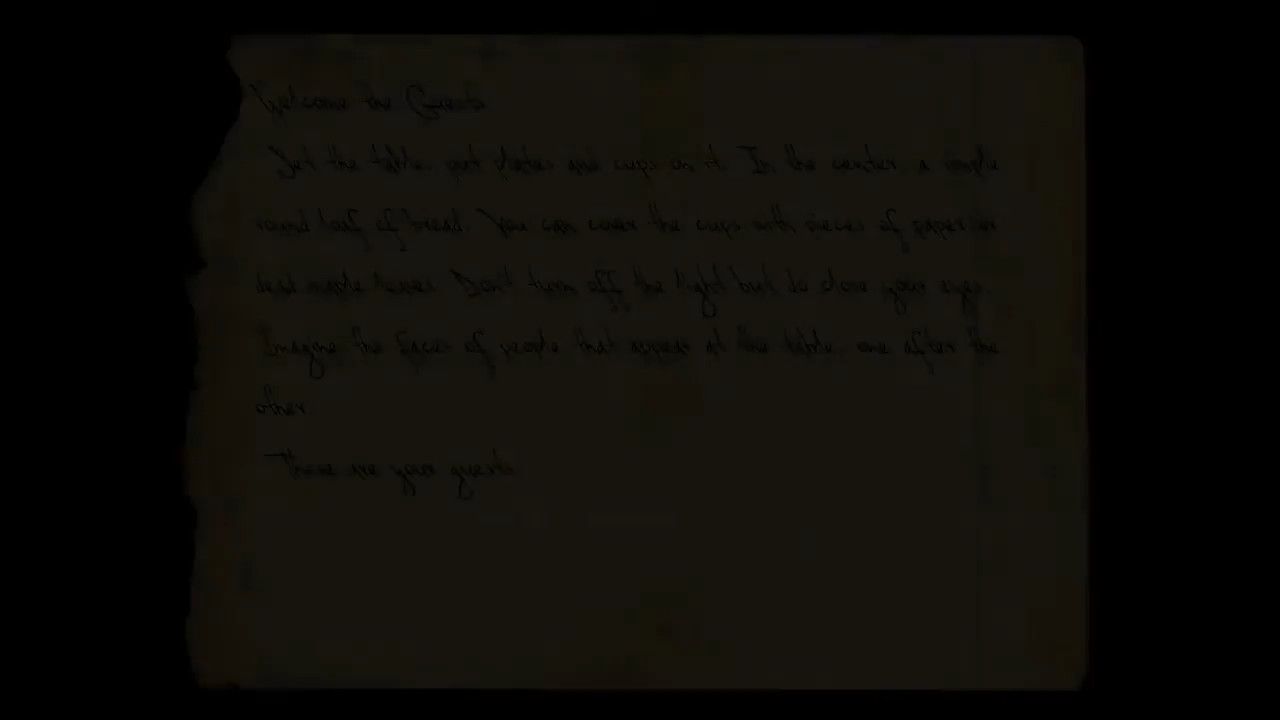 Welcome the Guests
Set the table, put plates and cups on it. In the center, a single
round loaf of bread. You can cover the cups with pieces of paper or
just leaves. Don't turn off the light but do close your eyes.
Imagine the faces of people that appear at the table, one after the
other.
These are your guests.